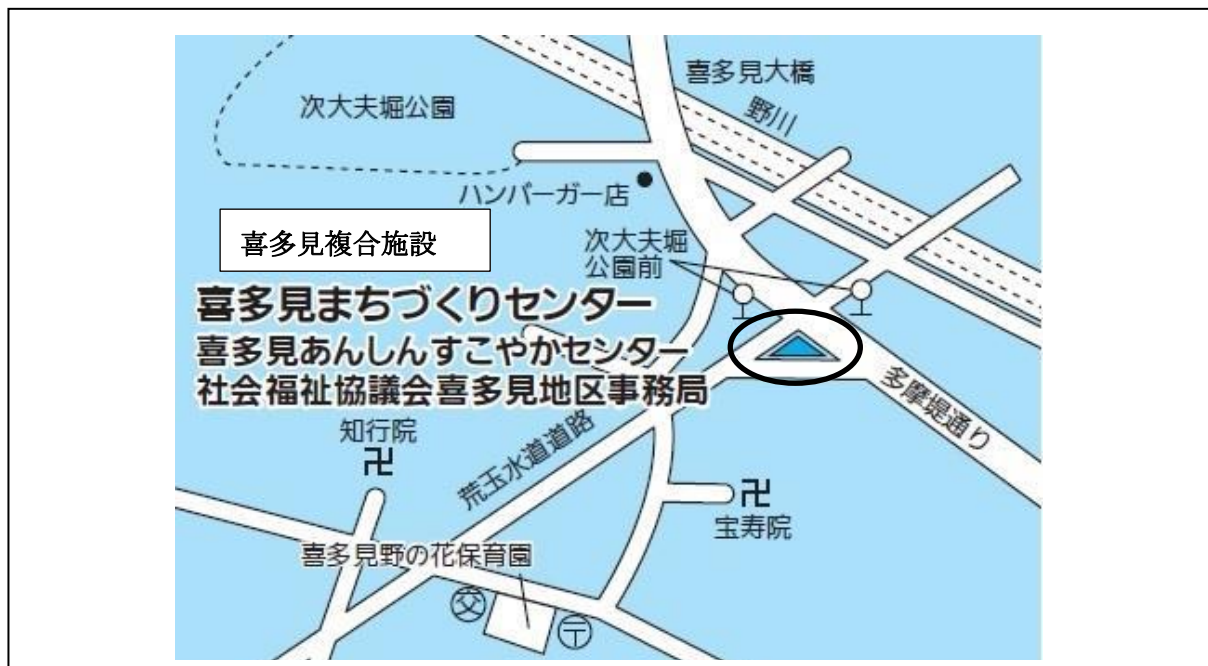 喜多見大橋
野川
次大夫堀公園
ハンバーガー店
喜多見複合施設
次大夫堀
公園前
喜多見まちづくりセンター
喜多見あんしんすこやかセンター
社会福祉協議会喜多見地区事務局
多摩堤通り
知行院
卍
荒玉水道道路
卍
宝寿院
喜多見野の花保育園
交
〒